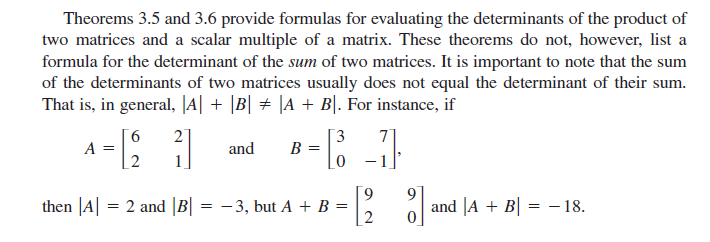 Theorems 3.5 and 3.6 provide formulas for evaluating the determinants of the product of
two matrices and a scalar multiple of a matrix. These theorems do not, however, list a
formula for the determinant of the sum of two matrices. It is important to note that the sum
of the determinants of two matrices usually does not equal the determinant of their sum.
That is, in general, |A| + |B| ≠ |A + B|. For instance, if
A = [6 2; 2 1] and B = [3 7; 0 −1],
then |A| = 2 and |B| = −3, but A + B = [9 9; 2 0] and |A + B| = −18.